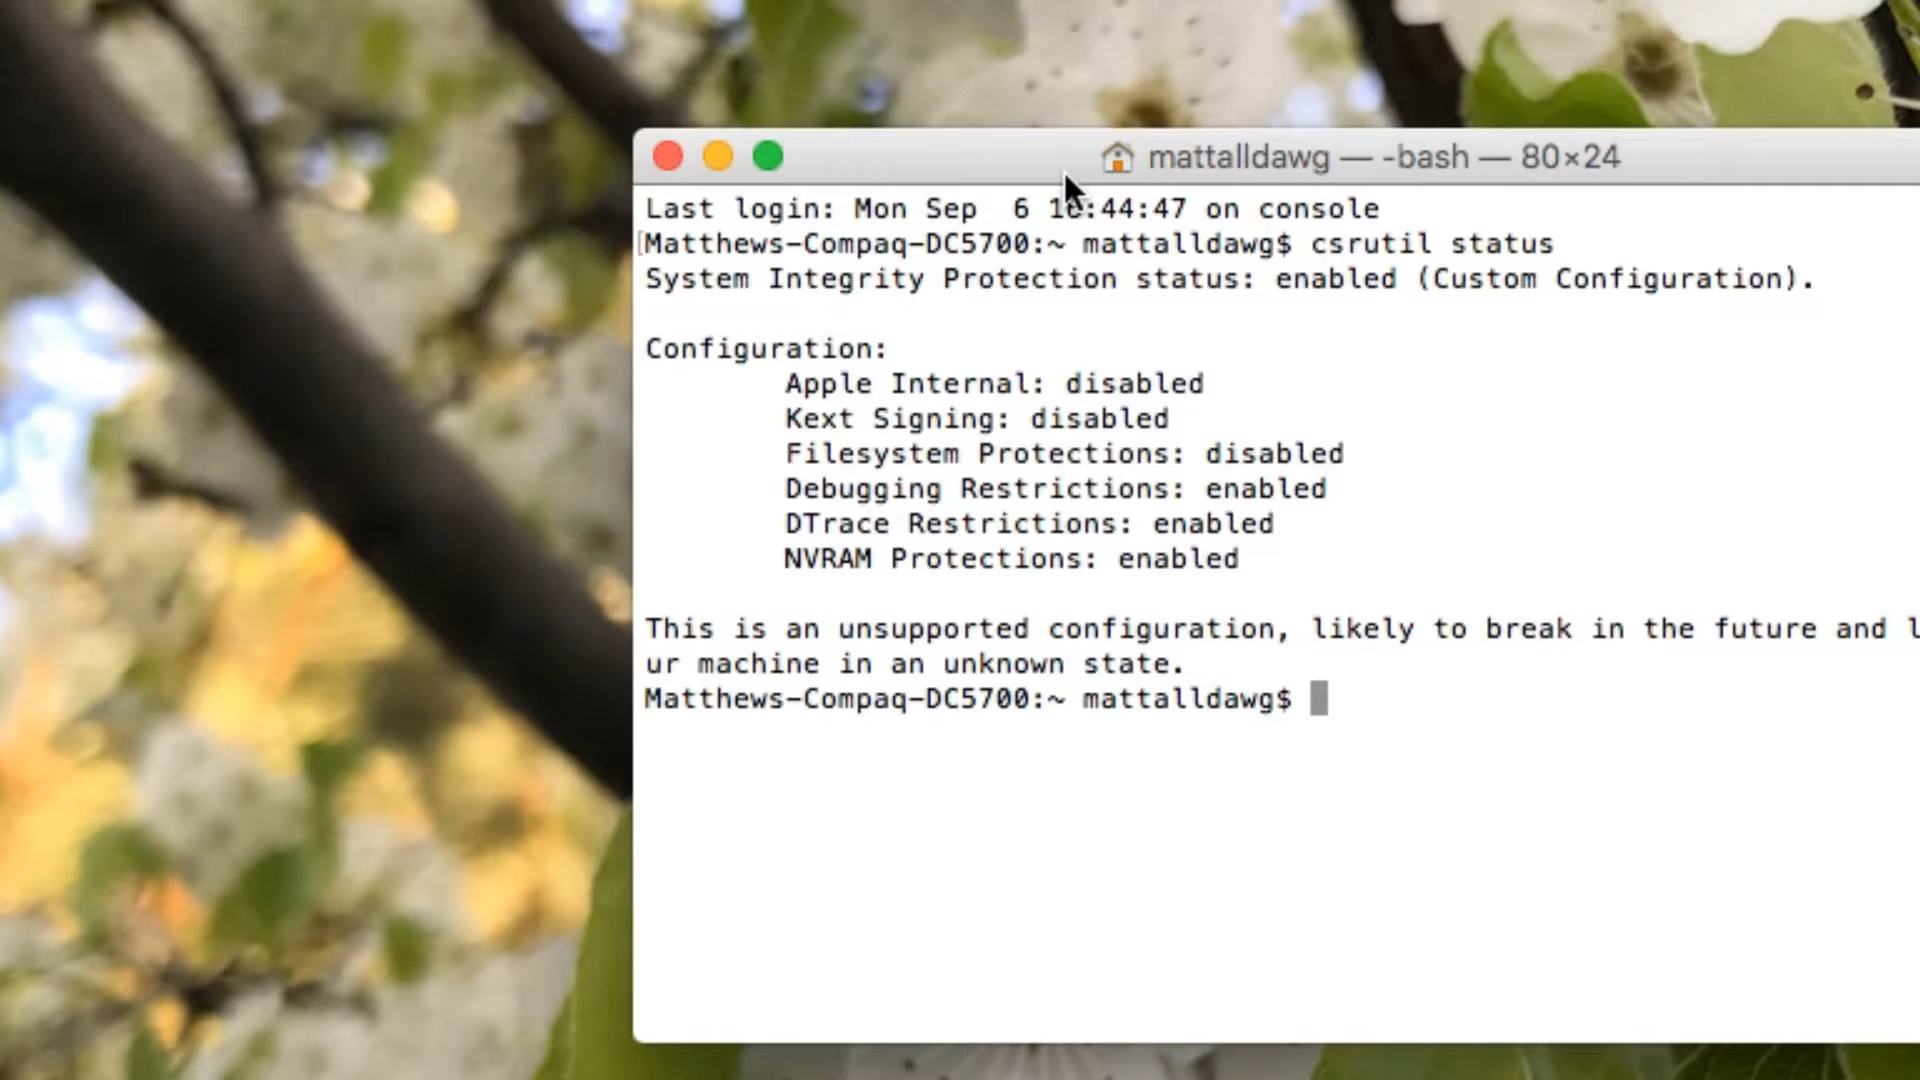 mattalldawg — -bash — 80×24
Last login: Mon Sep  6 :44:47 on console
[Matthews-Compaq-DC5700:~ mattalldawg$ csrutil status
System Integrity Protection status: enabled (Custom Configuration).
Configuration:
Apple Internal: disabled
Kext Signing: disabled
Filesystem Protections: disabled
Debugging Restrictions: enabled
DTrace Restrictions: enabled
NVRAM Protections: enabled
This is an unsupported configuration, likely to break in the future and l
ur machine in an unknown state.
Matthews-Compaq-DC5700:~ mattalldawg$